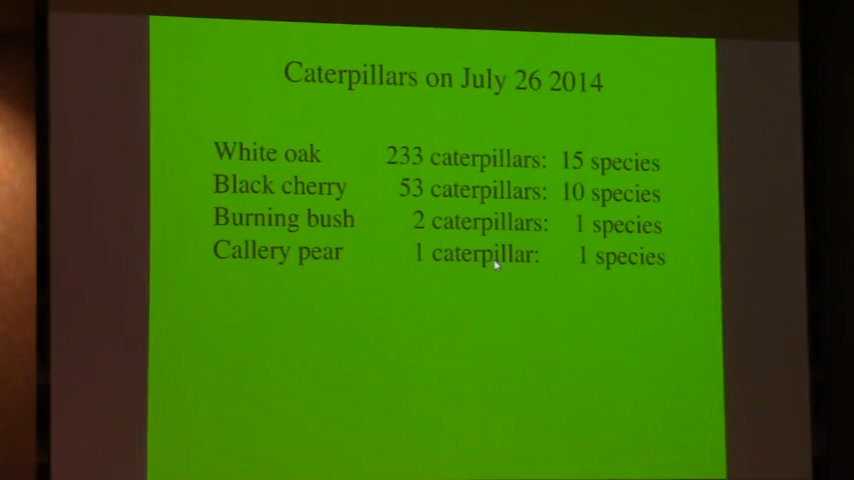 Caterpillars on July 26 2014
White oak 233 caterpillars: 15 species
Black cherry 53 caterpillars: 10 species
Burning bush 2 caterpillars: 1 species
Callery pear 1 caterpillar: 1 species